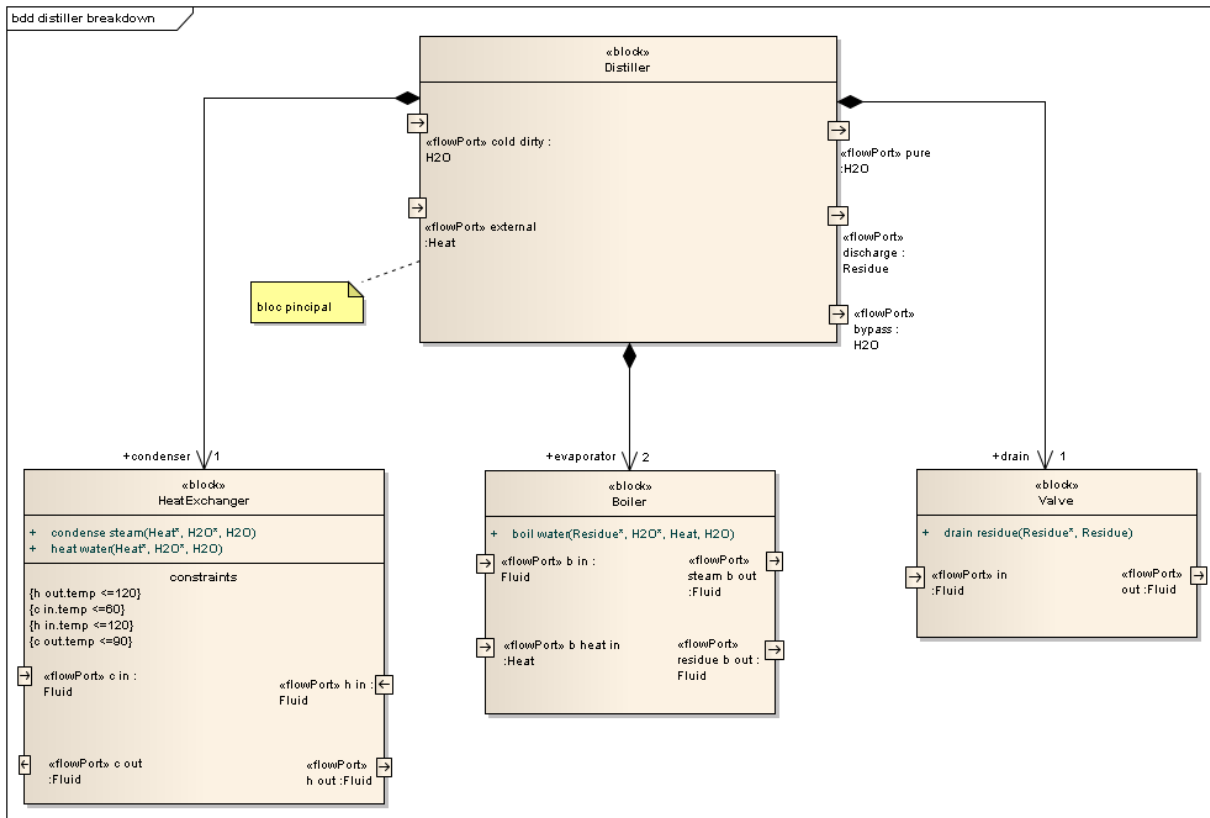 bdd distiller breakdown
«block»
Distiller
«flowPort» cold dirty :
H2O
«flowPort» external
:Heat
«flowPort» pure
:H2O
«flowPort»
discharge :
Residue
«flowPort»
bypass :
H2O
bloc pincipal
+condenser 1
+evaporator 2
+drain 1
«block»
HeatExchanger
+ condense steam(Heat*, H2O*, H2O)
+ heat water(Heat*, H2O*, H2O)
constraints
{h out.temp <=120}
{c in.temp <=60}
{h in.temp <=120}
{c out.temp <=90}
«flowPort» c in :
Fluid
«flowPort» h in :
Fluid
«flowPort» c out
:Fluid
«flowPort»
h out :Fluid
«block»
Boiler
+ boil water(Residue*, H2O*, Heat, H2O)
«flowPort» b in :
Fluid
«flowPort»
steam b out
:Fluid
«flowPort» b heat in
:Heat
«flowPort»
residue b out :
Fluid
«block»
Valve
+ drain residue(Residue*, Residue)
«flowPort» in
:Fluid
«flowPort»
out :Fluid